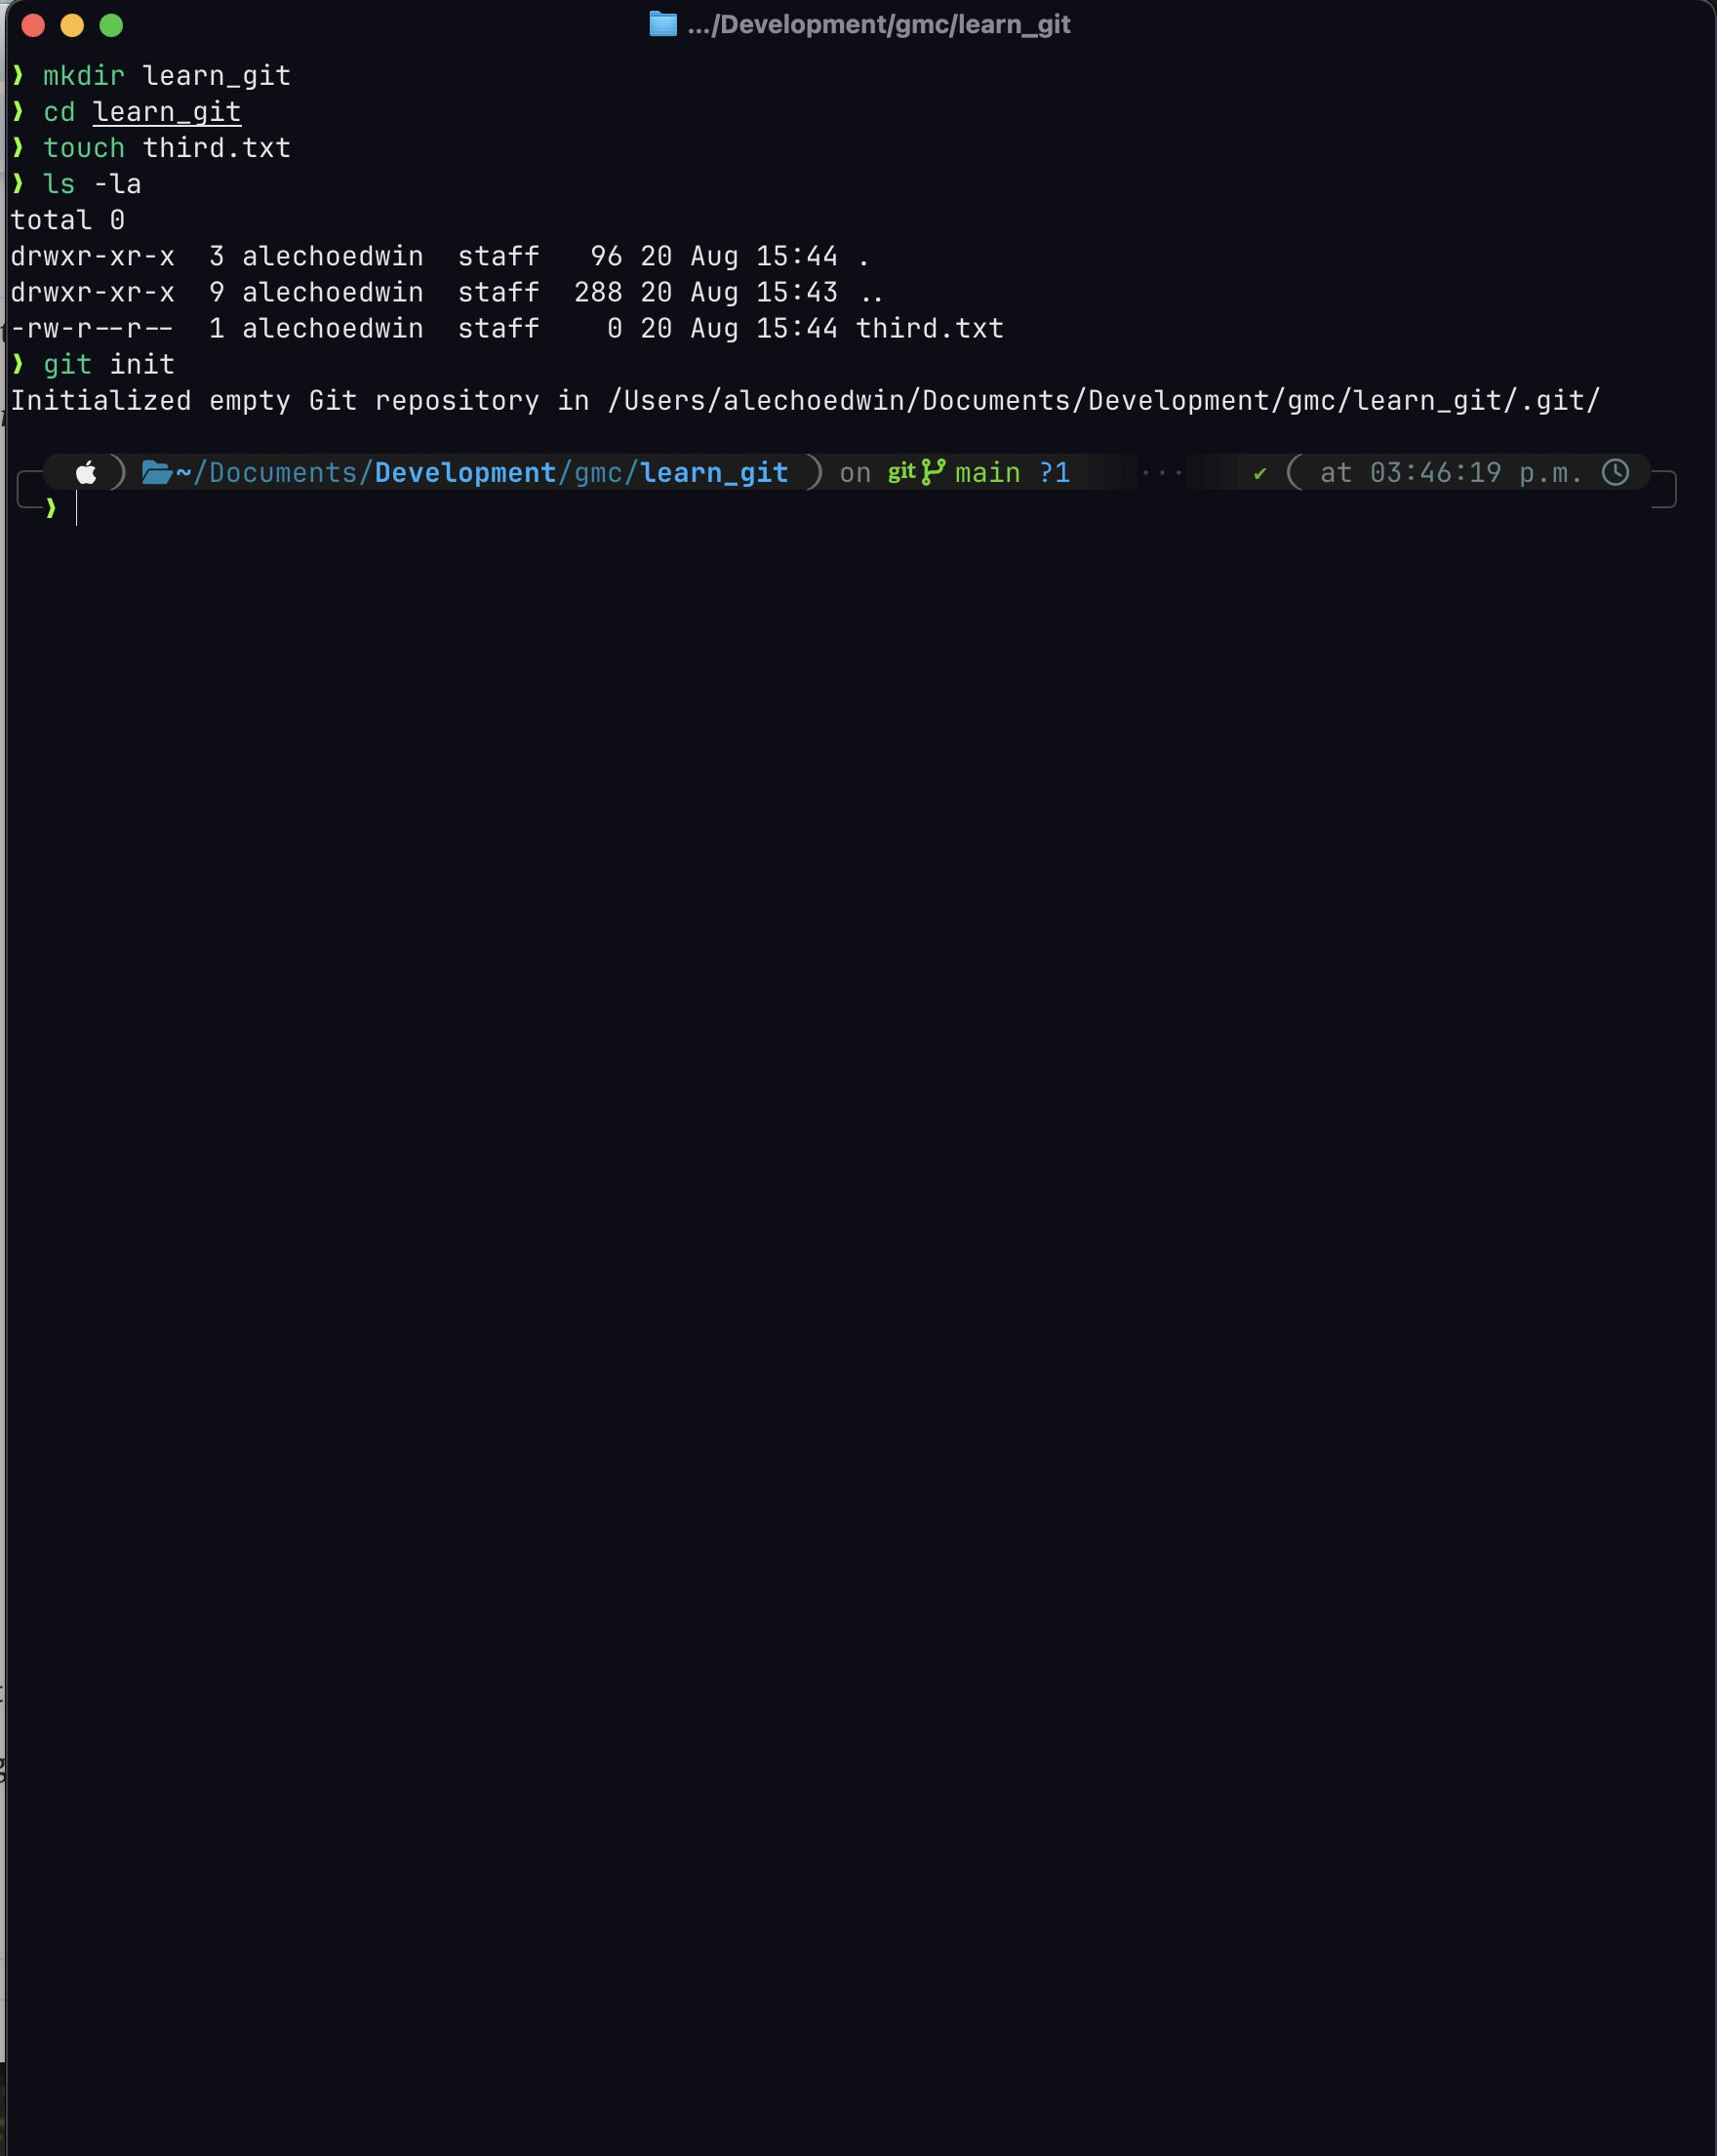 .../Development/gmc/learn_git
❱ mkdir learn_git
❱ cd learn_git
❱ touch third.txt
❱ ls -la
total 0
drwxr-xr-x  3 alechoedwin  staff   96 20 Aug 15:44 .
drwxr-xr-x  9 alechoedwin  staff  288 20 Aug 15:43 ..
-rw-r--r--  1 alechoedwin  staff    0 20 Aug 15:44 third.txt
❱ git init
Initialized empty Git repository in /Users/alechoedwin/Documents/Development/gmc/learn_git/.git/
~/Documents/Development/gmc/learn_git ) on git main ?1 ··· ✔ ( at 03:46:19 p.m.
❱